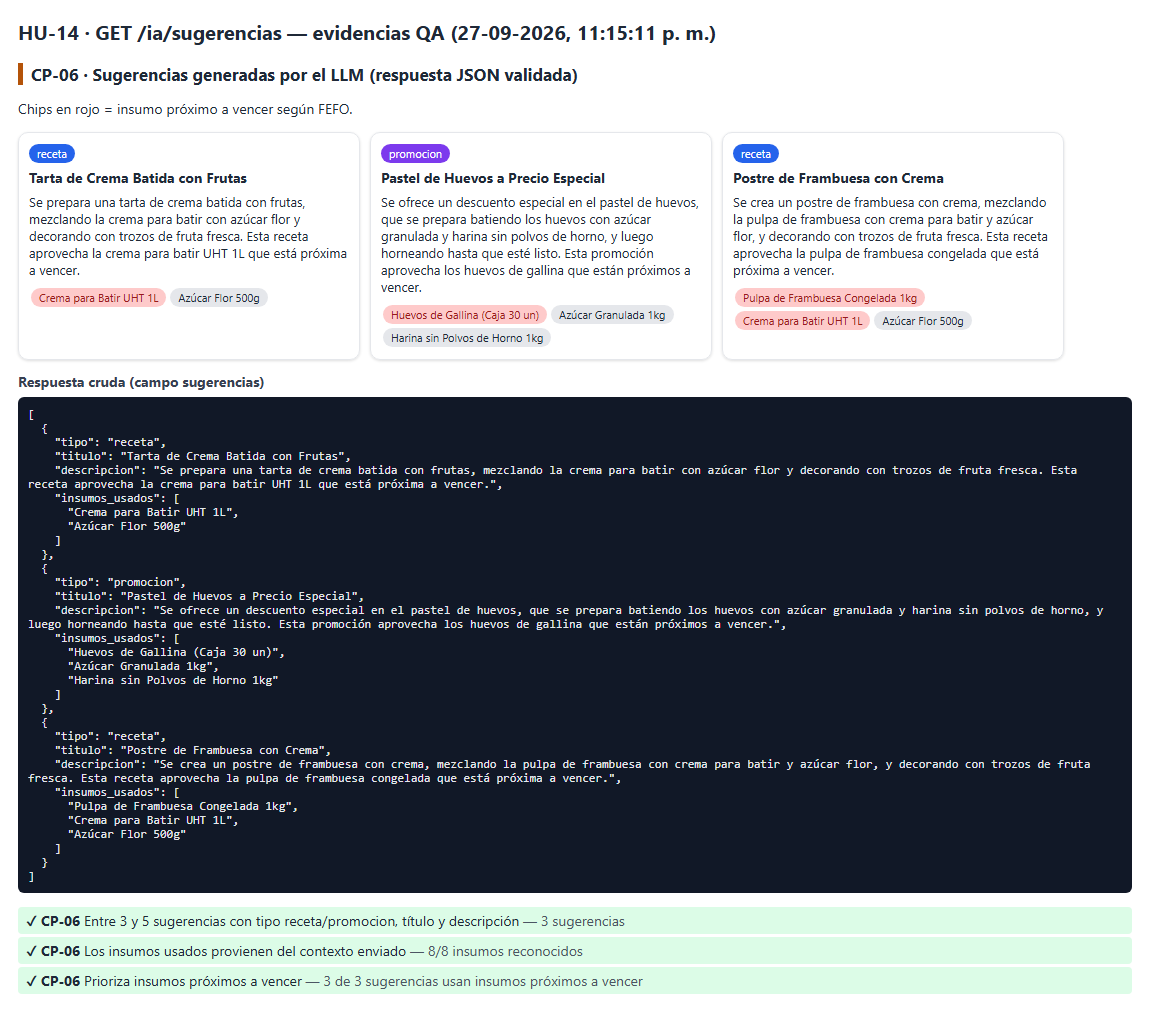 HU-14 · GET /ia/sugerencias — evidencias QA (27-09-2026, 11:15:11 p. m.)
CP-06 · Sugerencias generadas por el LLM (respuesta JSON validada)
Chips en rojo = insumo próximo a vencer según FEFO.
receta
Tarta de Crema Batida con Frutas
Se prepara una tarta de crema batida con frutas,
mezclando la crema para batir con azúcar flor y
decorando con trozos de fruta fresca. Esta receta
aprovecha la crema para batir UHT 1L que está próxima
a vencer.
Crema para Batir UHT 1L
Azúcar Flor 500g
promocion
Pastel de Huevos a Precio Especial
Se ofrece un descuento especial en el pastel de huevos,
que se prepara batiendo los huevos con azúcar
granulada y harina sin polvos de horno, y luego
horneando hasta que esté listo. Esta promoción
aprovecha los huevos de gallina que están próximos a
vencer.
Huevos de Gallina (Caja 30 un)
Azúcar Granulada 1kg
Harina sin Polvos de Horno 1kg
receta
Postre de Frambuesa con Crema
Se crea un postre de frambuesa con crema, mezclando
la pulpa de frambuesa con crema para batir y azúcar
flor, y decorando con trozos de fruta fresca. Esta receta
aprovecha la pulpa de frambuesa congelada que está
próxima a vencer.
Pulpa de Frambuesa Congelada 1kg
Crema para Batir UHT 1L
Azúcar Flor 500g
Respuesta cruda (campo sugerencias)
[
{
"tipo": "receta",
"titulo": "Tarta de Crema Batida con Frutas",
"descripcion": "Se prepara una tarta de crema batida con frutas, mezclando la crema para batir con azúcar flor y decorando con trozos de fruta fresca. Esta
receta aprovecha la crema para batir UHT 1L que está próxima a vencer.",
"insumos_usados": [
"Crema para Batir UHT 1L",
"Azúcar Flor 500g"
]
},
{
"tipo": "promocion",
"titulo": "Pastel de Huevos a Precio Especial",
"descripcion": "Se ofrece un descuento especial en el pastel de huevos, que se prepara batiendo los huevos con azúcar granulada y harina sin polvos de horno, y
luego horneando hasta que esté listo. Esta promoción aprovecha los huevos de gallina que están próximos a vencer.",
"insumos_usados": [
"Huevos de Gallina (Caja 30 un)",
"Azúcar Granulada 1kg",
"Harina sin Polvos de Horno 1kg"
]
},
{
"tipo": "receta",
"titulo": "Postre de Frambuesa con Crema",
"descripcion": "Se crea un postre de frambuesa con crema, mezclando la pulpa de frambuesa con crema para batir y azúcar flor, y decorando con trozos de fruta
fresca. Esta receta aprovecha la pulpa de frambuesa congelada que está próxima a vencer.",
"insumos_usados": [
"Pulpa de Frambuesa Congelada 1kg",
"Crema para Batir UHT 1L",
"Azúcar Flor 500g"
]
}
]
✓ CP-06 Entre 3 y 5 sugerencias con tipo receta/promocion, título y descripción — 3 sugerencias
✓ CP-06 Los insumos usados provienen del contexto enviado — 8/8 insumos reconocidos
✓ CP-06 Prioriza insumos próximos a vencer — 3 de 3 sugerencias usan insumos próximos a vencer